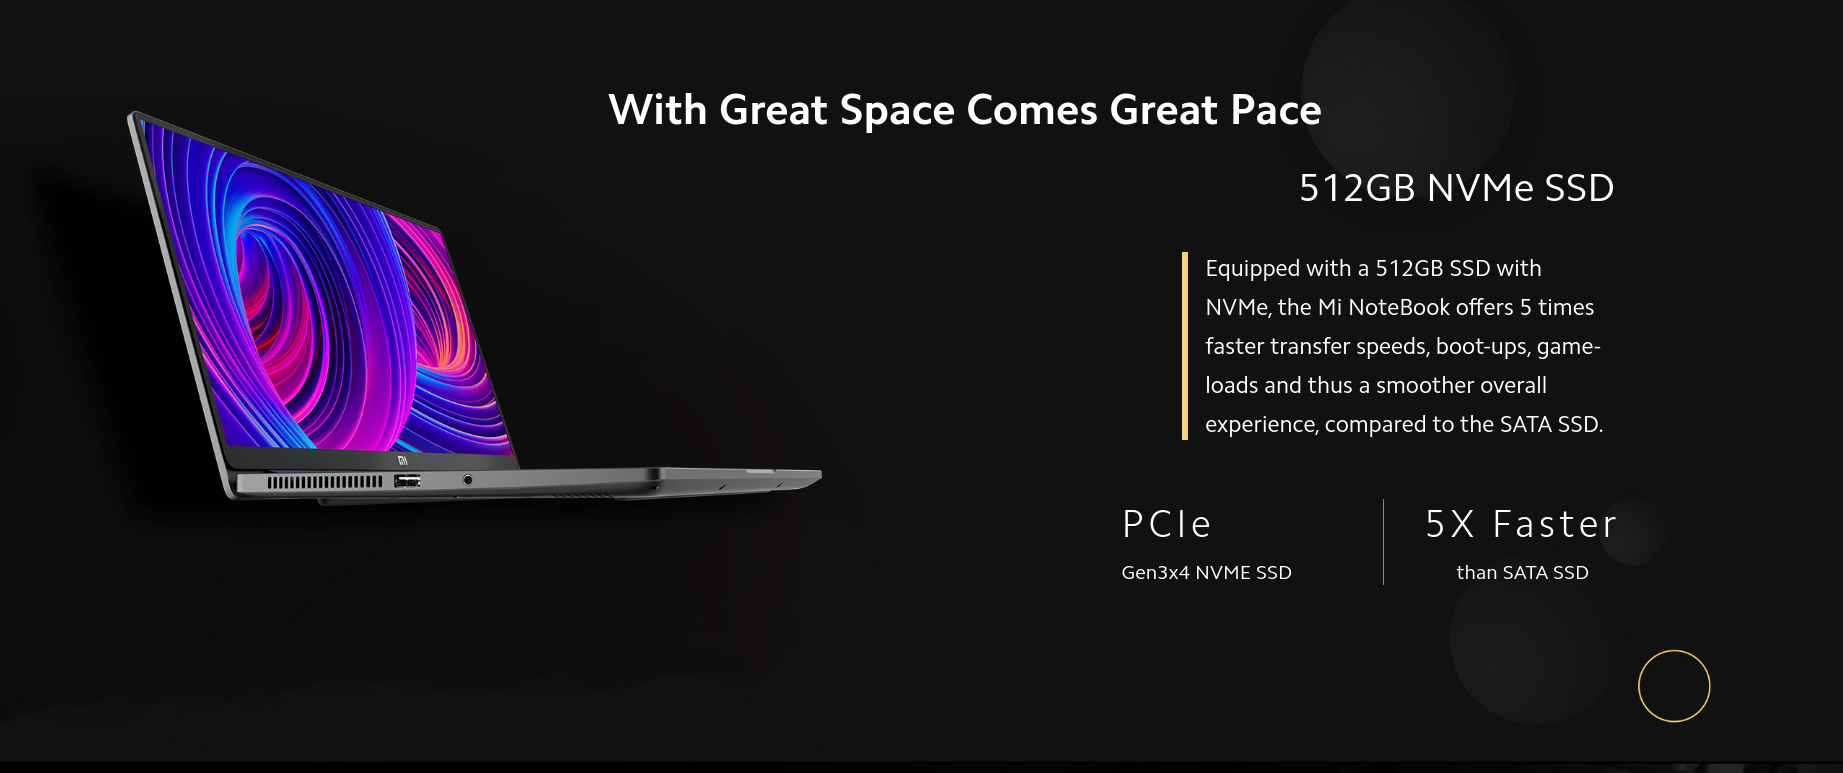 With Great Space Comes Great Pace
512GB NVMe SSD
Equipped with a 512GB SSD with
NVMe, the Mi NoteBook offers 5 times
faster transfer speeds, boot-ups, game-
loads and thus a smoother overall
experience, compared to the SATA SSD.
PCIe
Gen3x4 NVME SSD
5X Faster
than SATA SSD
MI